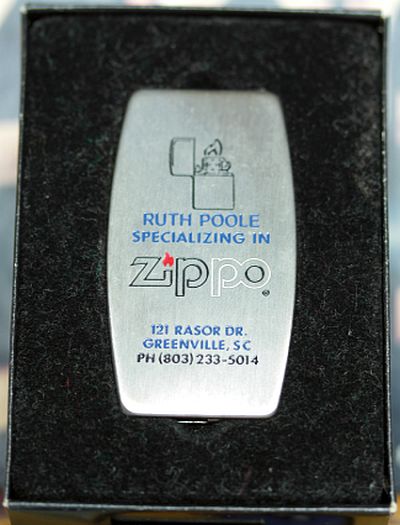 RUTH POOLE
SPECIALIZING IN
Zippo®
121 RASOR DR.
GREENVILLE, SC
PH (803) 233-5014